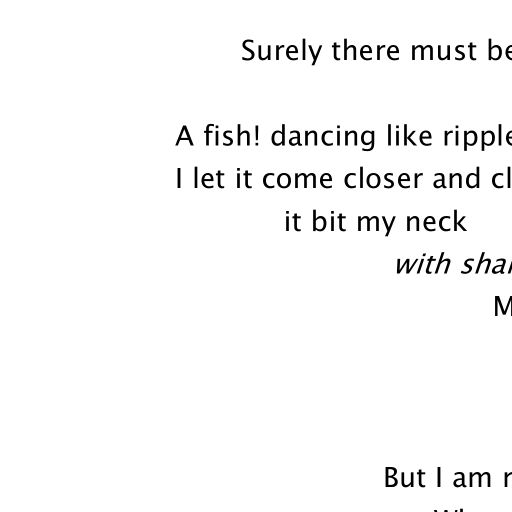 Surely there must be
A fish! dancing like ripple
I let it come closer and cl
it bit my neck
with shar
M
But I am